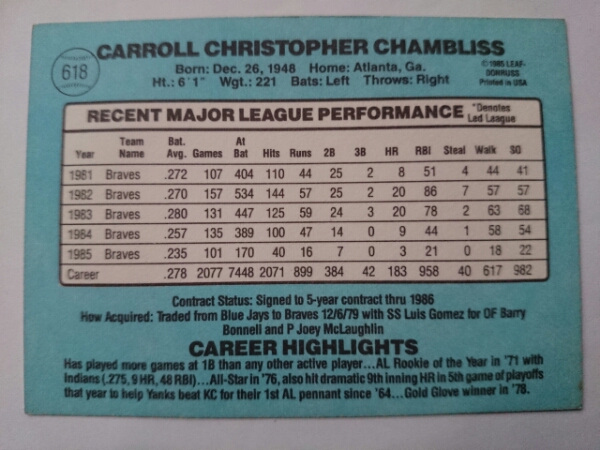 618
CARROLL CHRISTOPHER CHAMBLISS
Born: Dec. 26, 1948 Home: Atlanta, Ga.
Ht.: 6'1" Wgt.: 221 Bats: Left Throws: Right
© 1985 LEAF-
DONRUSS
Printed in USA
RECENT MAJOR LEAGUE PERFORMANCE
*Denotes
Led League
Year Team Name Bat. Avg. Games At Bat Hits Runs 2B 3B HR RBI Steal Walk SO
1981 Braves .272 107 404 110 44 25 2 8 51 4 44 41
1982 Braves .270 157 534 144 57 25 2 20 86 7 57 57
1983 Braves .280 131 447 125 59 24 3 20 78 2 63 68
1984 Braves .257 135 389 100 47 14 0 9 44 1 58 54
1985 Braves .235 101 170 40 16 7 0 3 21 0 18 22
Career .278 2077 7448 2071 899 384 42 183 958 40 617 982
Contract Status: Signed to 5-year contract thru 1986
How Acquired: Traded from Blue Jays to Braves 12/6/79 with SS Luis Gomez for OF Barry
Bonnell and P Joey McLaughlin
CAREER HIGHLIGHTS
Has played more games at 1B than any other active player...AL Rookie of the Year in '71 with
Indians (.275, 9 HR, 48 RBI)...All-Star in '76, also hit dramatic 9th inning HR in 5th game of playoffs
that year to help Yanks beat KC for their 1st AL pennant since '64...Gold Glove winner in '78.